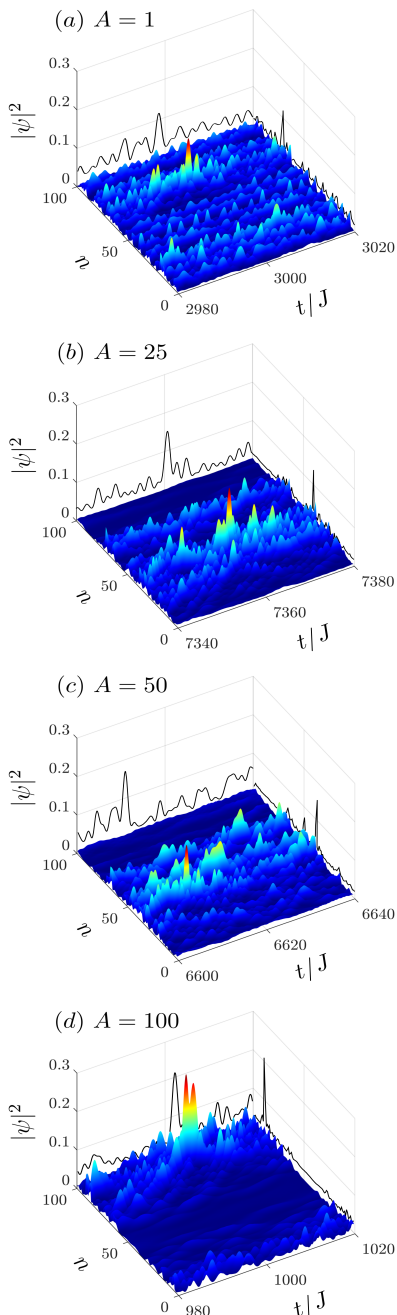 (a) A = 1
0.3
0.2
0.1
0
|ψ|²
100
50
0
n
2980
3000
3020
t|J
(b) A = 25
0.3
0.2
0.1
0
|ψ|²
100
50
0
n
7340
7360
7380
t|J
(c) A = 50
0.3
0.2
0.1
0
|ψ|²
100
50
0
n
6600
6620
6640
t|J
(d) A = 100
0.3
0.2
0.1
0
|ψ|²
100
50
0
n
980
1000
1020
t|J